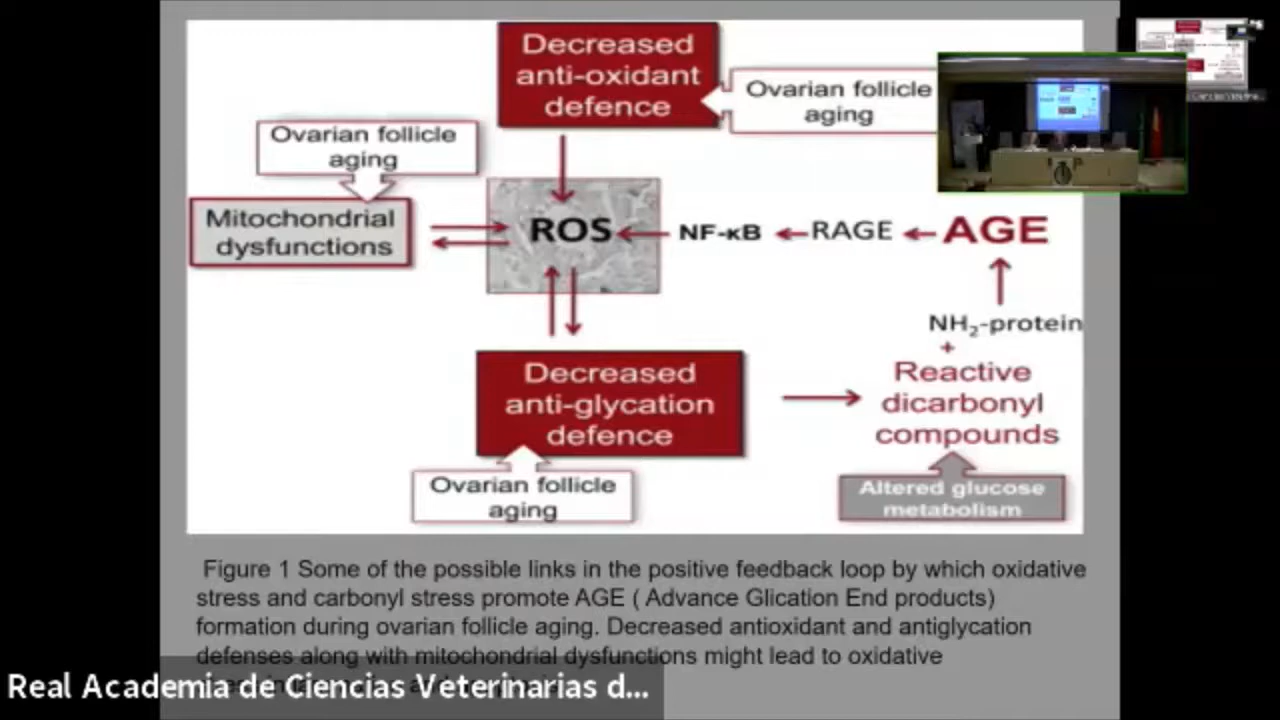 Decreased
anti-oxidant
defence
Ovarian follicle
aging
Ovarian follicle
aging
Mitochondrial
dysfunctions
ROS
NF-κB
RAGE
AGE
NH2-protein
+
Reactive
dicarbonyl
compounds
Decreased
anti-glycation
defence
Ovarian follicle
aging
Altered glucose
metabolism
Figure 1 Some of the possible links in the positive feedback loop by which oxidative
stress and carbonyl stress promote AGE ( Advance Glication End products)
formation during ovarian follicle aging. Decreased antioxidant and antiglycation
defenses along with mitochondrial dysfunctions might lead to oxidative
Real Academia de Ciencias Veterinarias d...